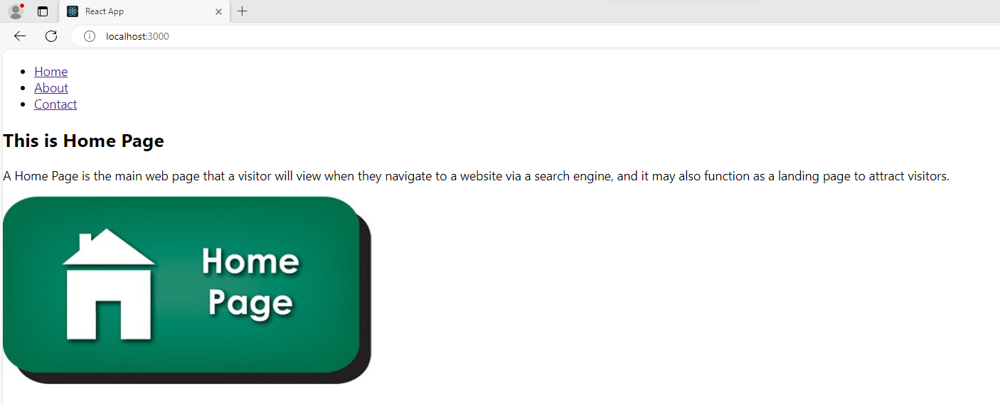 React App
localhost:3000
Home
About
Contact
This is Home Page
A Home Page is the main web page that a visitor will view when they navigate to a website via a search engine, and it may also function as a landing page to attract visitors.
Home
Page